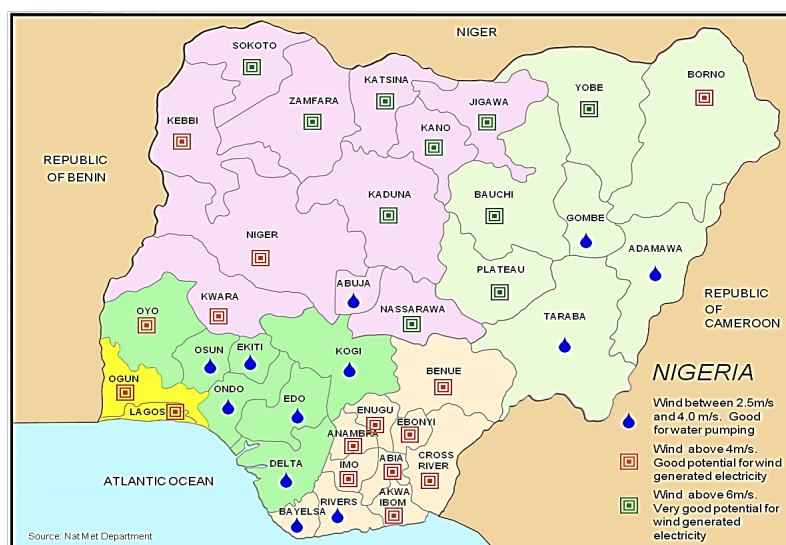 NIGER
SOKOTO
KATSINA
BORNO
YOBE
ZAMFARA
JIGAWA
KEBBI
KANO
REPUBLIC
OF BENIN
KADUNA
BAUCHI
GOMBE
NIGER
ADAMAWA
PLATEAU
ABUJA
KWARA
NASSARAWA
REPUBLIC
OF
CAMEROON
OYO
TARABA
OSUN
EKITI
KOGI
BENUE
NIGERIA
OGUN
ONDO
EDO
LAGOS
ENUGU
EBONYI
ANAMBRA
Wind between 2.5m/s
and 4.0 m/s. Good
for water pumping
DELTA
IMO
ABIA
CROSS
RIVER
Wind above 4m/s.
Good potential for wind
generated electricity
ATLANTIC OCEAN
AKWA
IBOM
RIVERS
BAYELSA
Wind above 6m/s.
Very good potential for
wind generated
electricity
Source: Nat Met Department